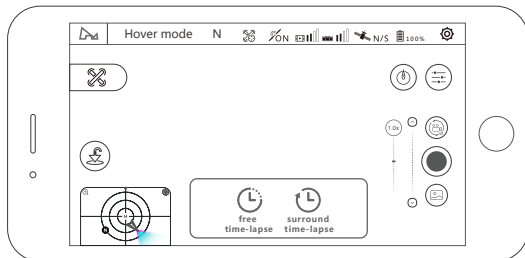 Hover mode N ON N/S 100%
1.0x
free surround
time-lapse time-lapse